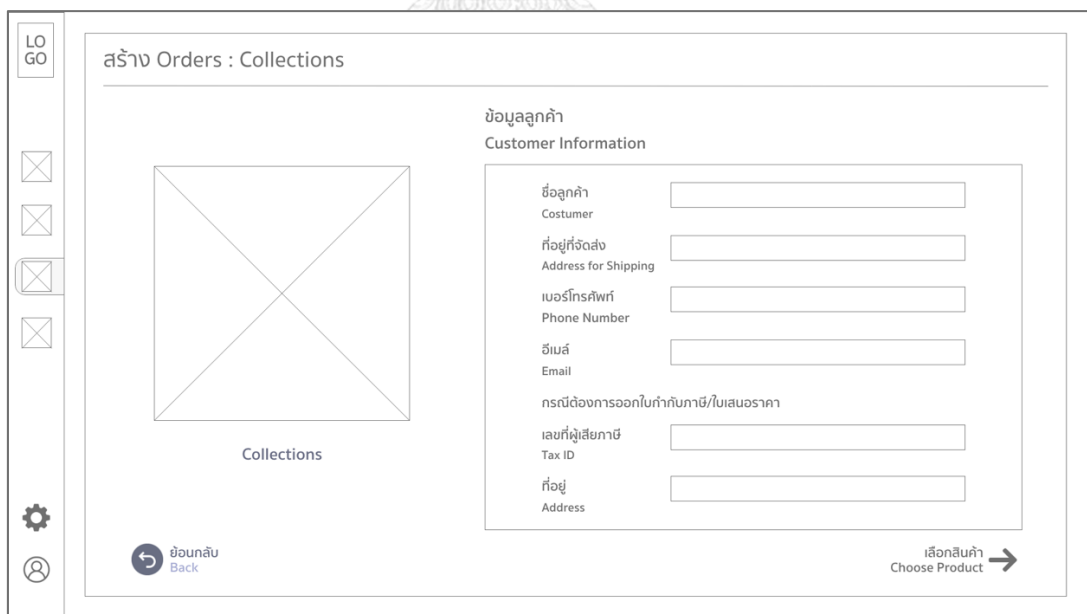 LO
GO
สร้าง Orders : Collections
ข้อมูลลูกค้า
Customer Information
ชื่อลูกค้า
Costumer
ที่อยู่ที่จัดส่ง
Address for Shipping
เบอร์โทรศัพท์
Phone Number
อีเมล์
Email
กรณีต้องการออกใบกำกับภาษี/ใบเสนอราคา
เลขที่ผู้เสียภาษี
Tax ID
ที่อยู่
Address
Collections
ย้อนกลับ
Back
เลือกสินค้า
Choose Product